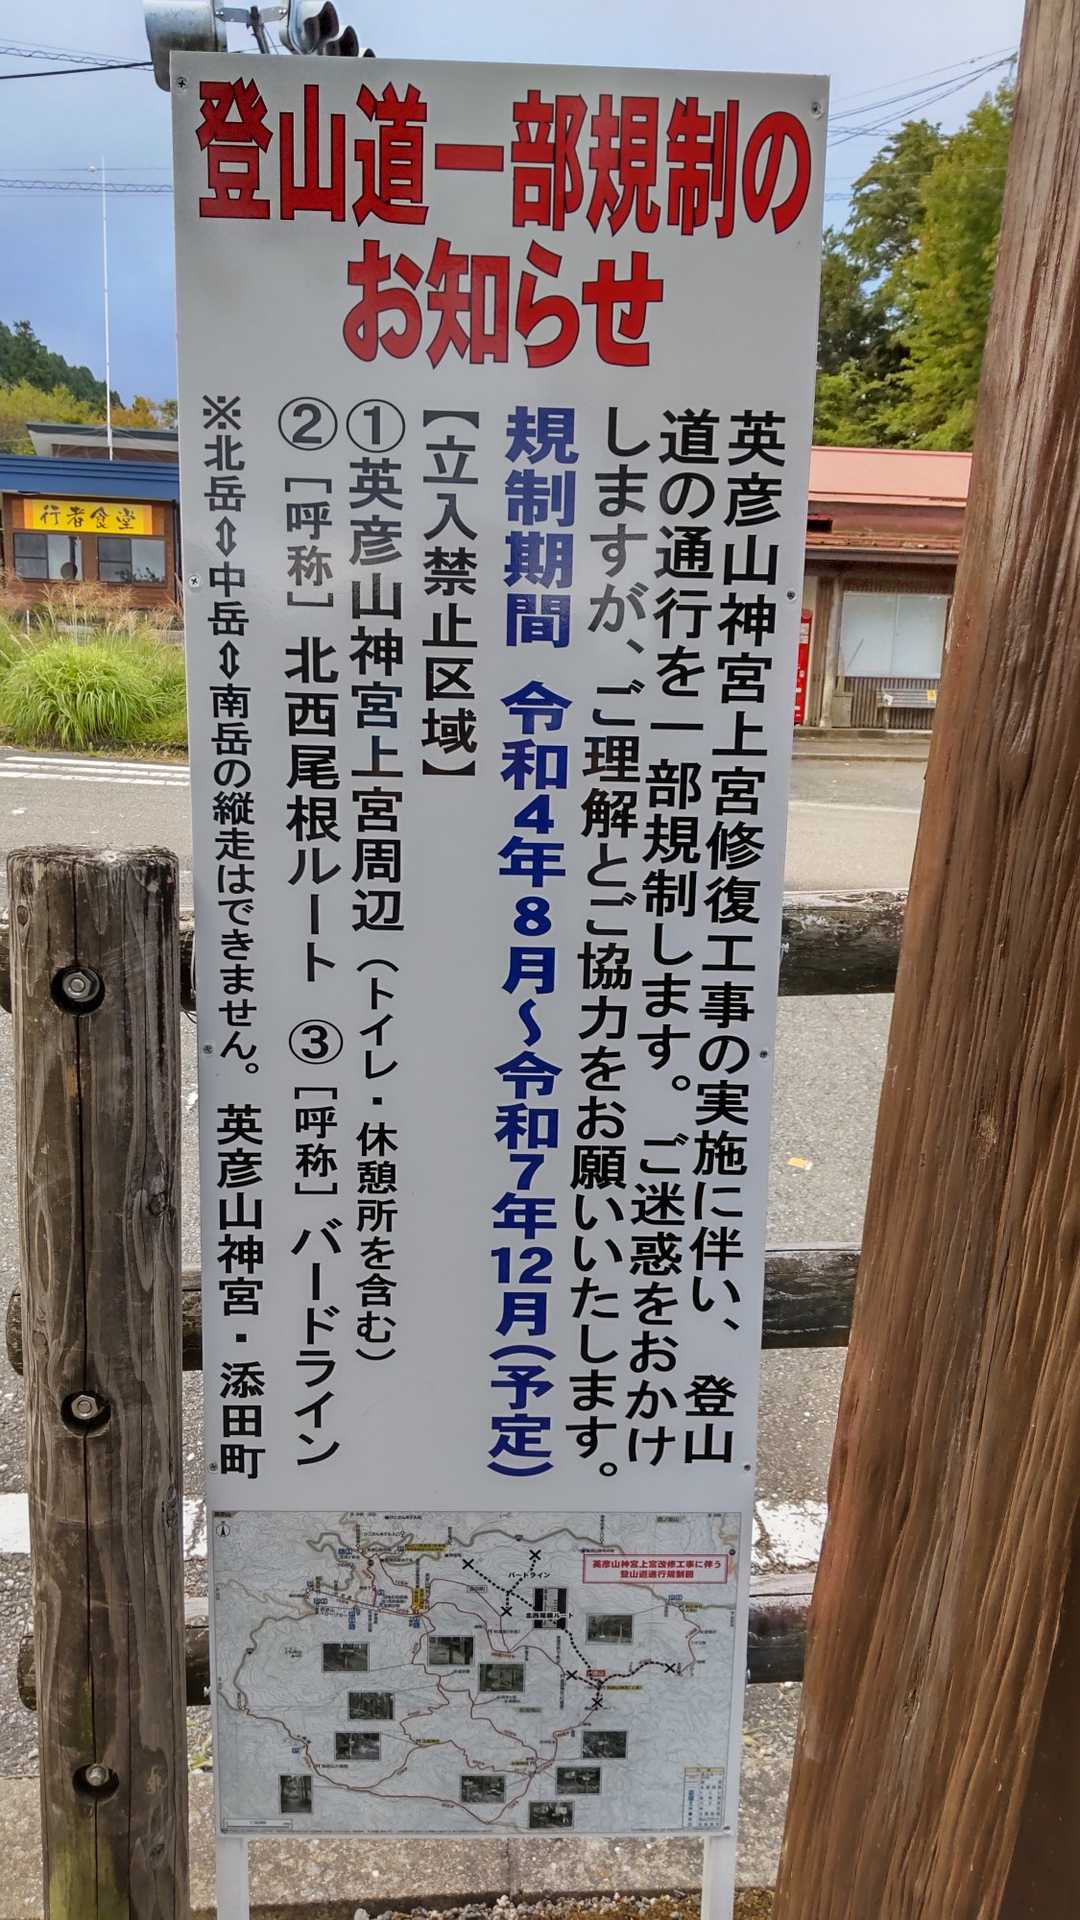 登山道一部規制の
お知らせ
英彦山神宮上宮修復工事の実施に伴い、登山
道の通行を一部規制します。ご迷惑をおかけ
しますが、ご理解とご協力をお願いいたします。
規制期間 令和4年8月~令和7年12月(予定)
【立入禁止区域】
①英彦山神宮上宮周辺（トイレ・休憩所を含む）
②［呼称］北西尾根ルート ③［呼称］バードライン
※北岳⇔中岳⇔南岳の縦走はできません。 英彦山神宮・添田町
行者食堂
英彦山神宮上宮改修工事に伴う
登山道通行規制図
バードライン
北西尾根ルート